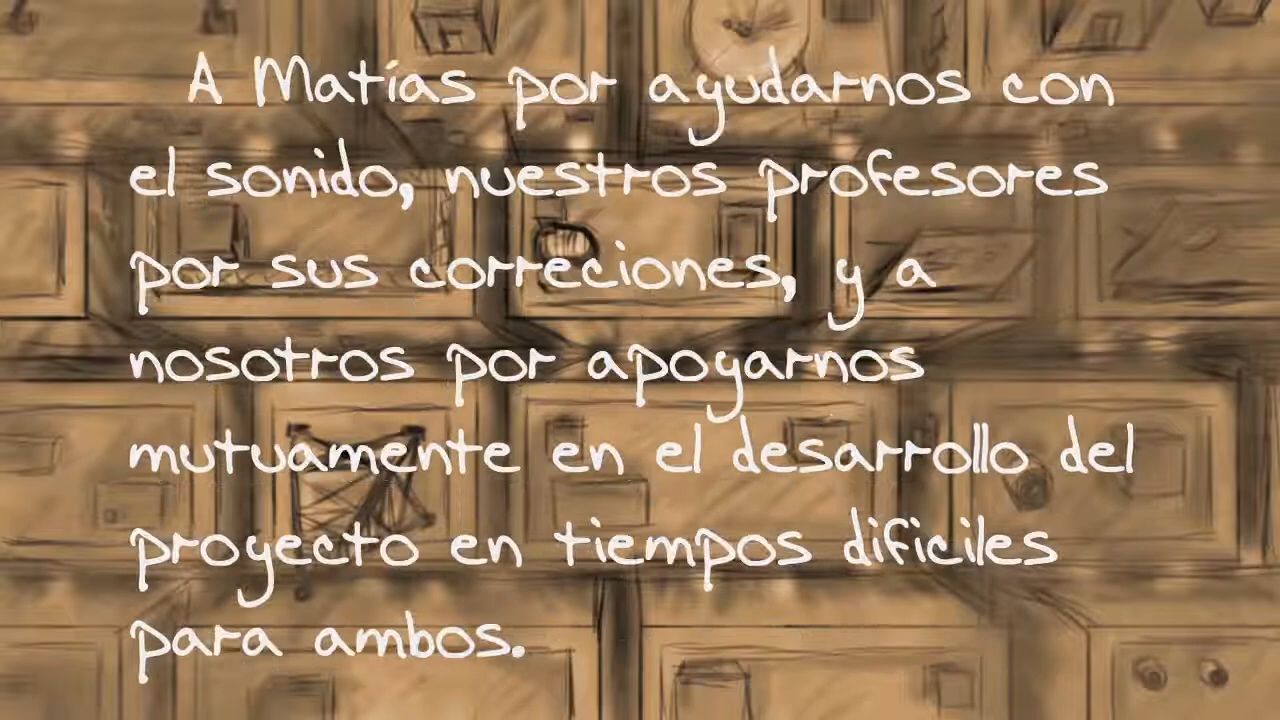 A Matías por ayudarnos con
el sonido, nuestros profesores
por sus correciones, y a
nosotros por apoyarnos
mutuamente en el desarrollo del
proyecto en tiempos dificiles
para ambos.